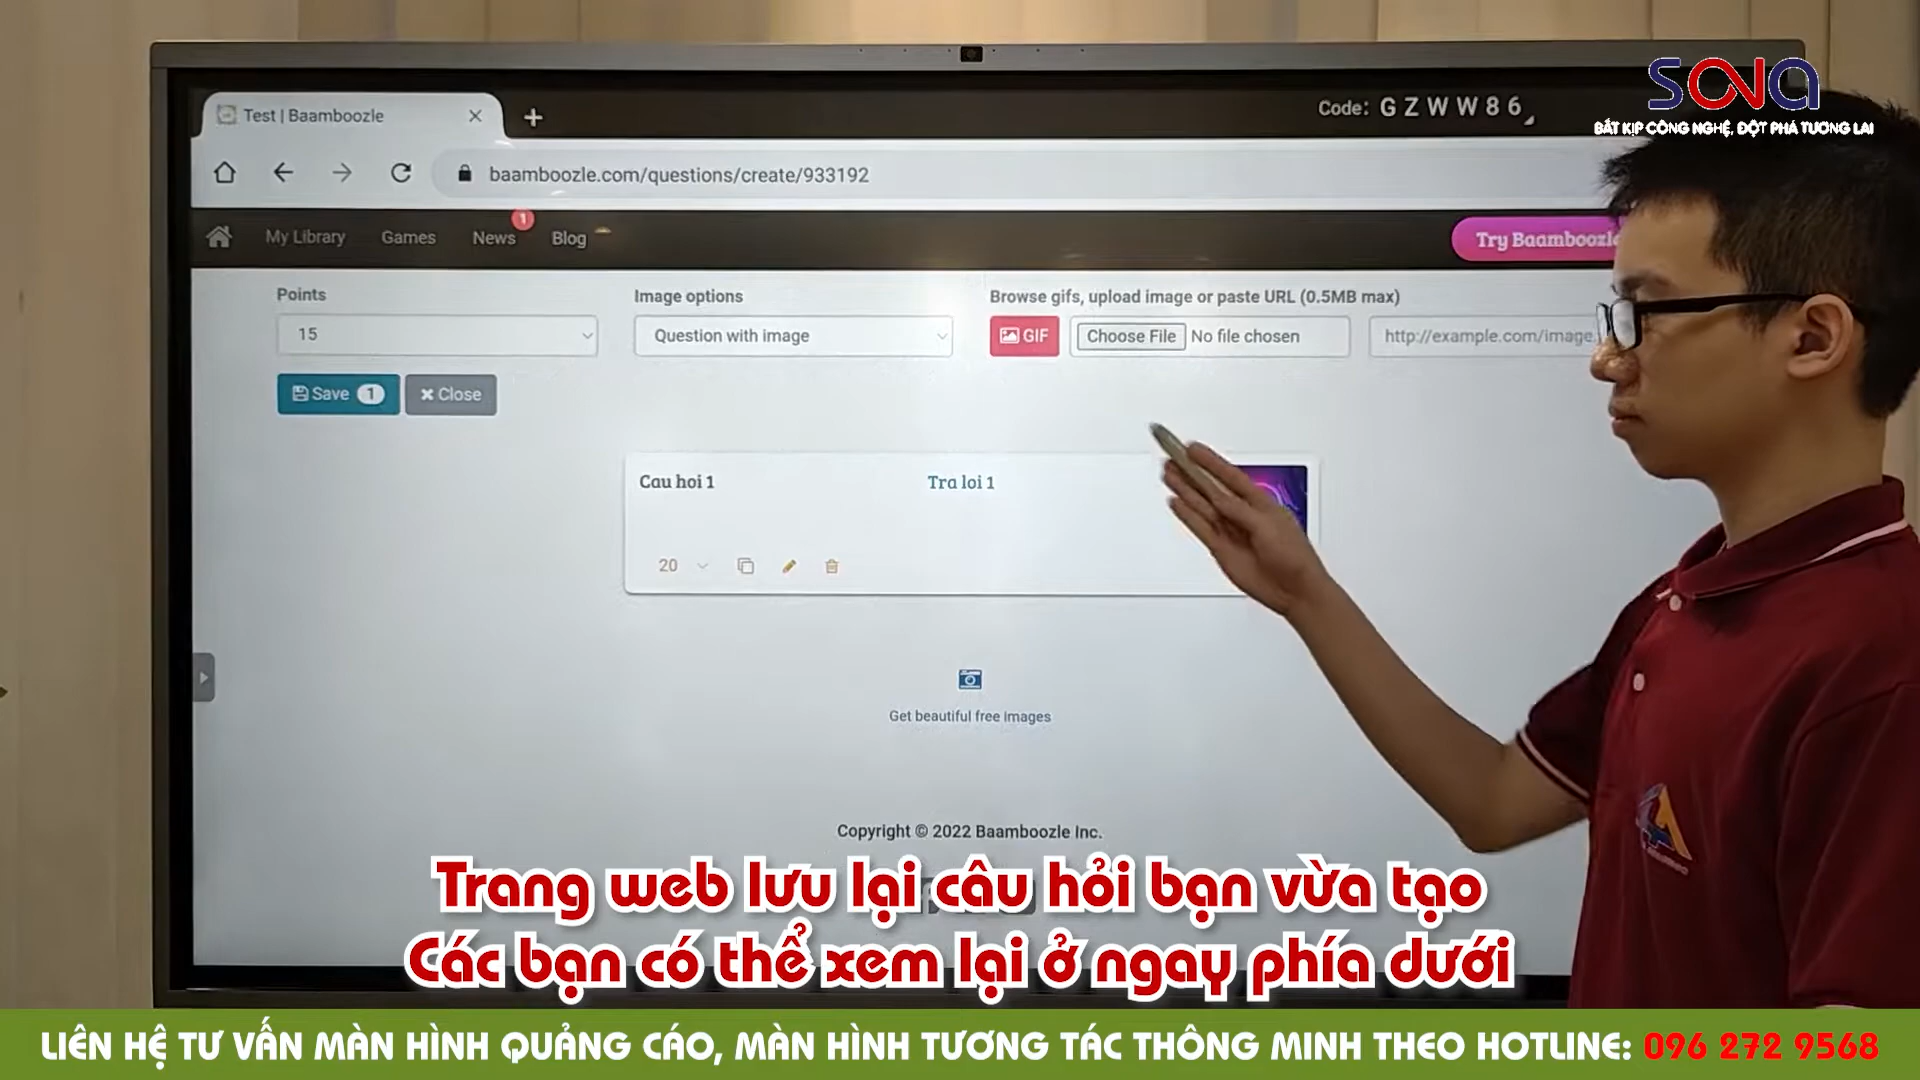 SONA
BẮT KỊP CÔNG NGHỆ, ĐỘT PHÁ TƯƠNG LAI
Test | Baamboozle
Code: GZWW86
baamboozle.com/questions/create/933192
My Library
Games
News
1
Blog
Try Baamboozle
Points
Image options
Browse gifs, upload image or paste URL (0.5MB max)
15
Question with image
GIF
Choose File
No file chosen
http://example.com/image.
Save 1
Close
Cau hoi 1
Tra loi 1
20
Get beautiful free images
Copyright © 2022 Baamboozle Inc.
Trang web lưu lại câu hỏi bạn vừa tạo
Các bạn có thể xem lại ở ngay phía dưới
LIÊN HỆ TƯ VẤN MÀN HÌNH QUẢNG CÁO, MÀN HÌNH TƯƠNG TÁC THÔNG MINH THEO HOTLINE: 096 272 9568